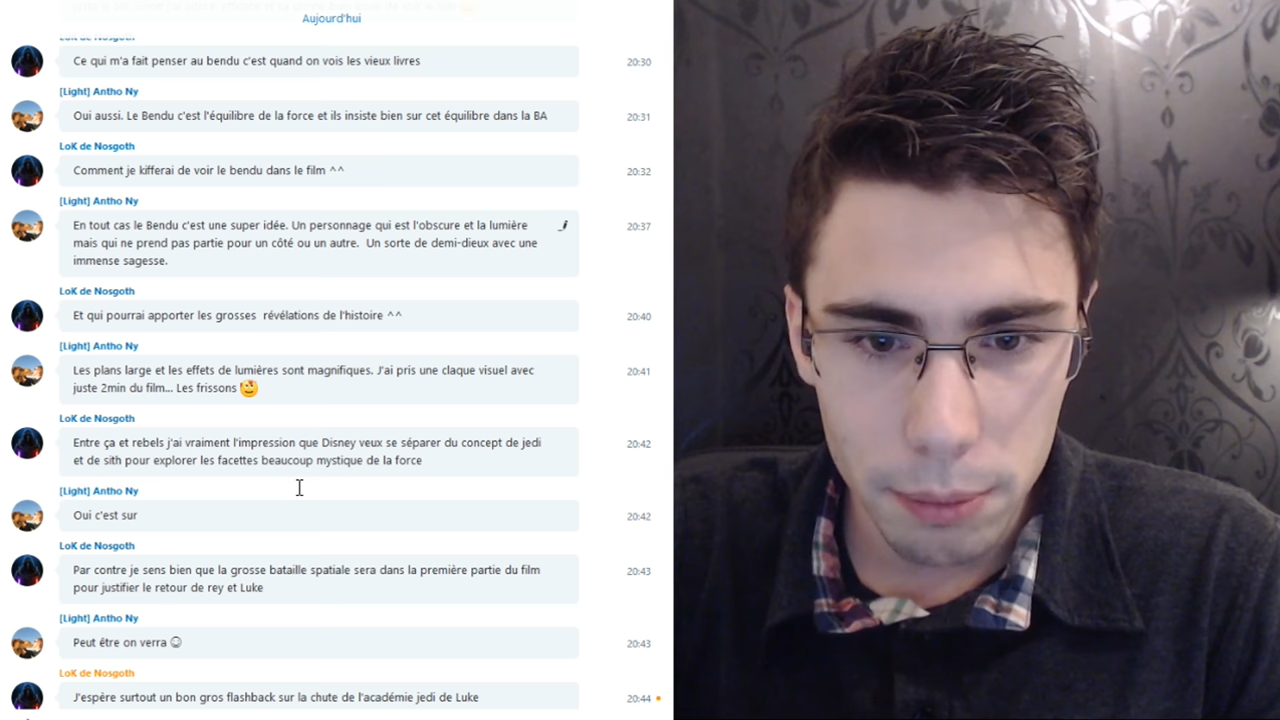 Aujourd'hui
LoK de Nosgoth
Ce qui m'a fait penser au bendu c'est quand on vois les vieux livres
20:30
[Light] Antho Ny
Oui aussi. Le Bendu c'est l'équilibre de la force et ils insiste bien sur cet équilibre dans la BA
20:31
LoK de Nosgoth
Comment je kifferai de voir le bendu dans le film ^^
20:32
[Light] Antho Ny
En tout cas le Bendu c'est une super idée. Un personnage qui est l'obscure et la lumière
mais qui ne prend pas partie pour un côté ou un autre.  Un sorte de demi-dieux avec une
immense sagesse.
20:37
LoK de Nosgoth
Et qui pourrai apporter les grosses  révélations de l'histoire ^^
20:40
[Light] Antho Ny
Les plans large et les effets de lumières sont magnifiques. J'ai pris une claque visuel avec
juste 2min du film... Les frissons
20:41
LoK de Nosgoth
Entre ça et rebels j'ai vraiment l'impression que Disney veux se séparer du concept de jedi
et de sith pour explorer les facettes beaucoup mystique de la force
20:42
[Light] Antho Ny
Oui c'est sur
20:42
LoK de Nosgoth
Par contre je sens bien que la grosse bataille spatiale sera dans la première partie du film
pour justifier le retour de rey et Luke
20:43
[Light] Antho Ny
Peut être on verra
20:43
LoK de Nosgoth
J'espère surtout un bon gros flashback sur la chute de l'académie jedi de Luke
20:44